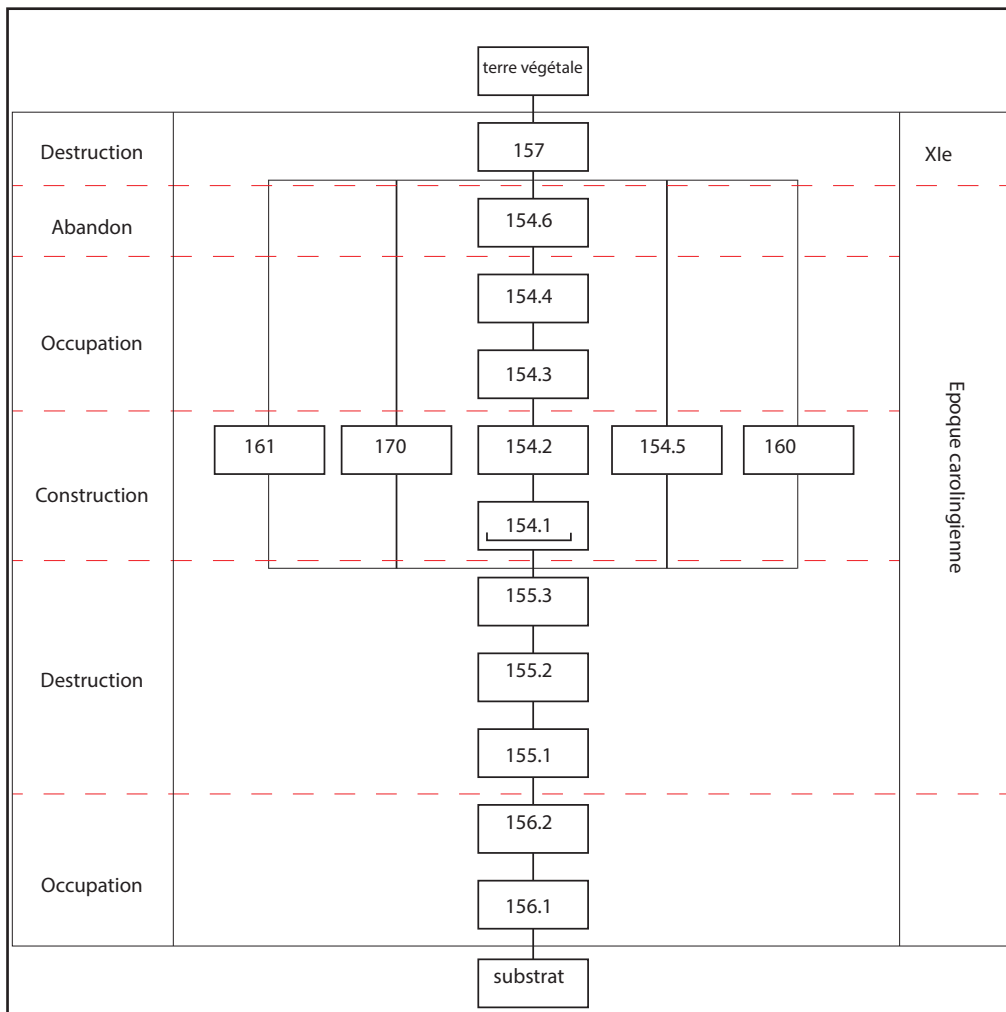 terre végétale
Destruction
157
XIe
Abandon
154.6
154.4
Occupation
154.3
161
170
154.2
154.5
160
Construction
154.1
Epoque carolingienne
155.3
Destruction
155.2
155.1
156.2
Occupation
156.1
substrat